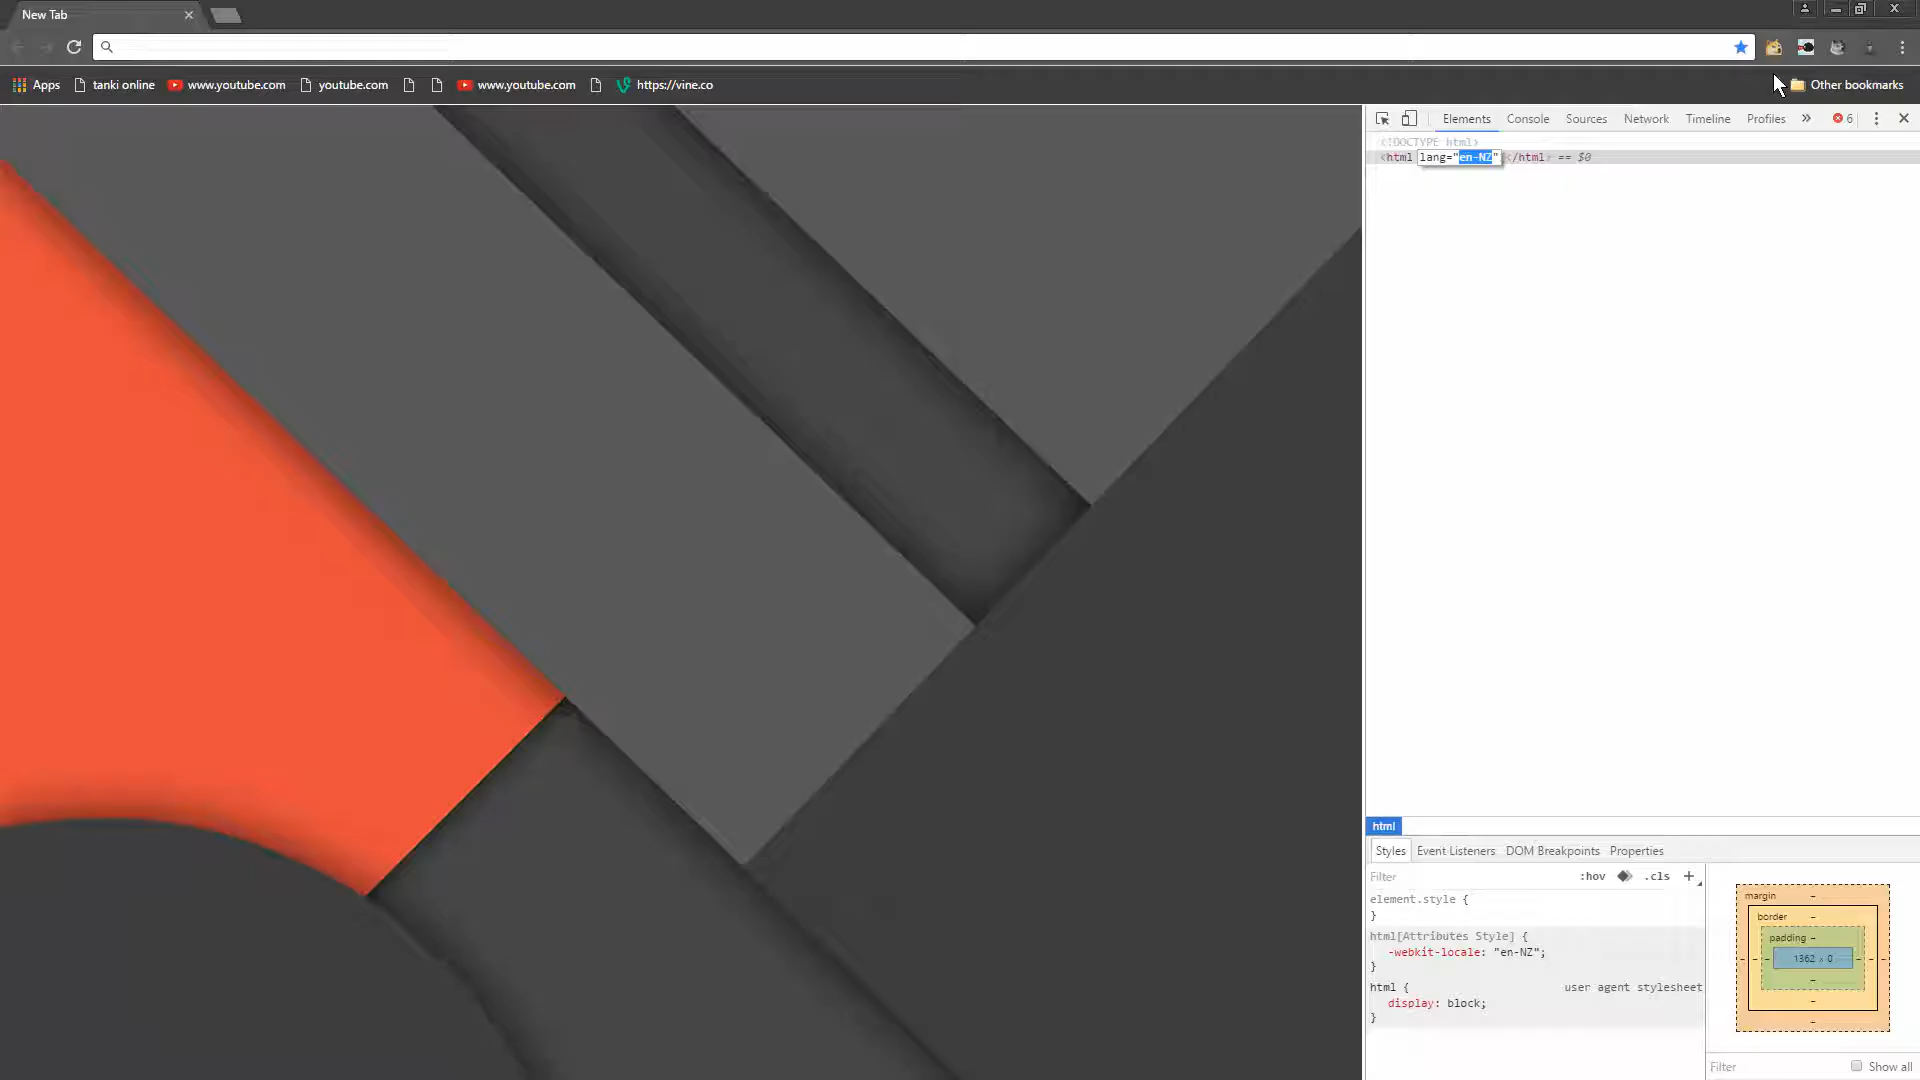 New Tab
Apps tanki online www.youtube.com youtube.com www.youtube.com https://vine.co Other bookmarks
Elements Console Sources Network Timeline Profiles » 6
<!DOCTYPE html>
<html lang="en-NZ" </html> == $0
html
Styles Event Listeners DOM Breakpoints Properties
Filter :hov .cls +
element.style {
}
html[Attributes Style] {
-webkit-locale: "en-NZ";
}
html { user agent stylesheet
display: block;
}
margin –
border –
padding –
– – – 1362 × 0 – – –
–
–
–
Filter Show all